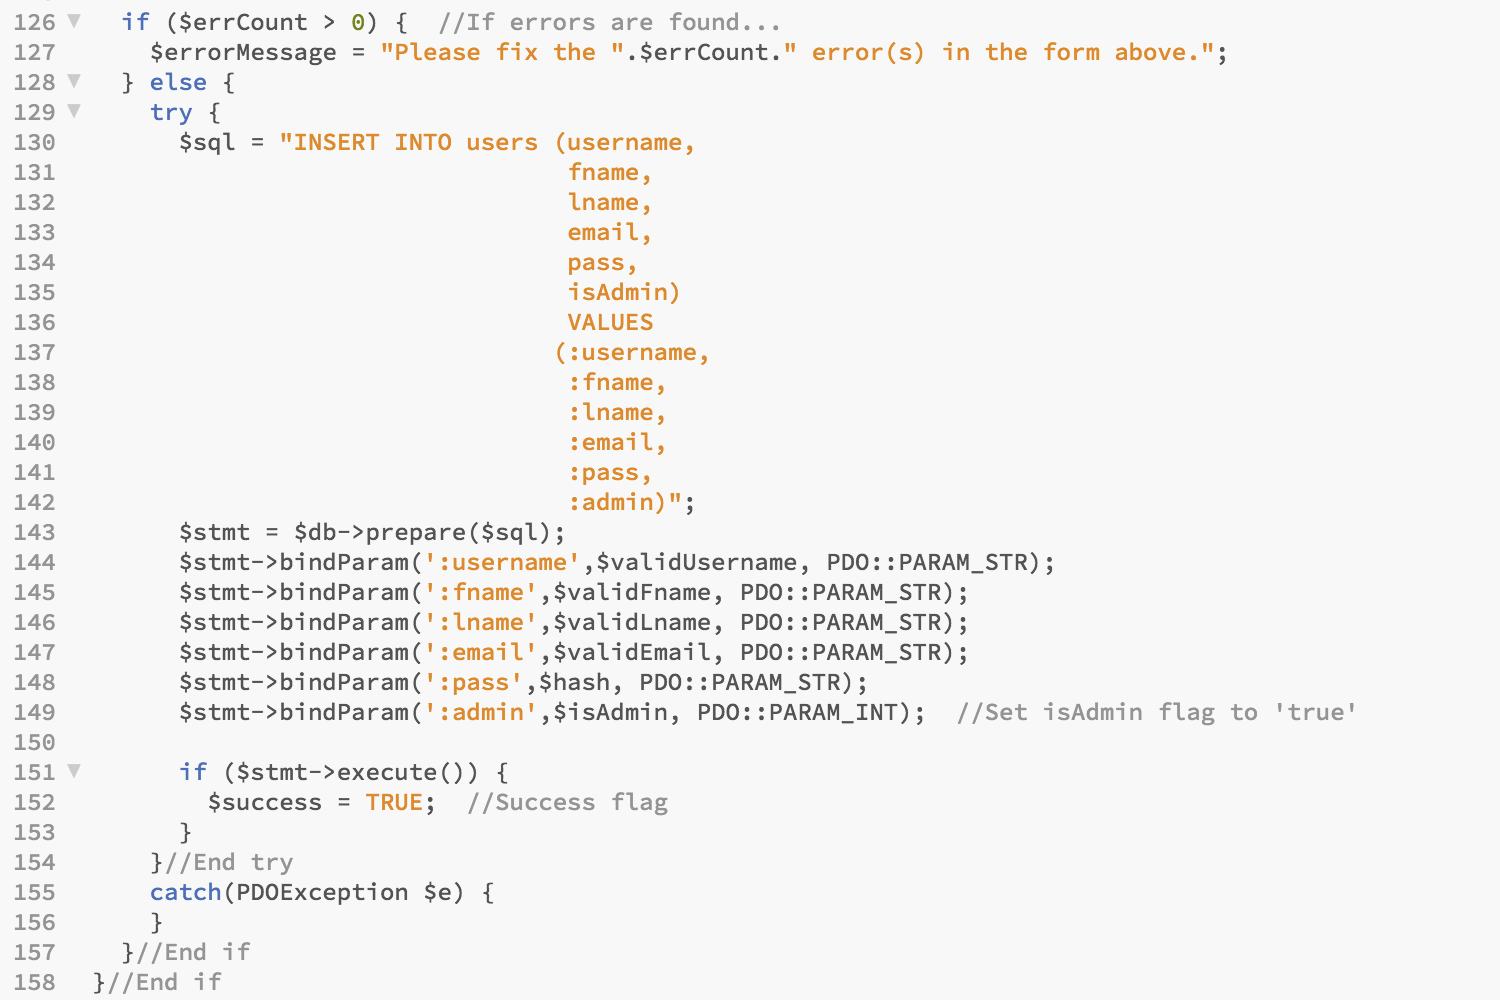 126 if ($errCount > 0) {  //If errors are found...
127 $errorMessage = "Please fix the ".$errCount." error(s) in the form above.";
128 } else {
129 try {
130 $sql = "INSERT INTO users (username,
131 fname,
132 lname,
133 email,
134 pass,
135 isAdmin)
136 VALUES
137 (:username,
138 :fname,
139 :lname,
140 :email,
141 :pass,
142 :admin)";
143 $stmt = $db->prepare($sql);
144 $stmt->bindParam(':username',$validUsername, PDO::PARAM_STR);
145 $stmt->bindParam(':fname',$validFname, PDO::PARAM_STR);
146 $stmt->bindParam(':lname',$validLname, PDO::PARAM_STR);
147 $stmt->bindParam(':email',$validEmail, PDO::PARAM_STR);
148 $stmt->bindParam(':pass',$hash, PDO::PARAM_STR);
149 $stmt->bindParam(':admin',$isAdmin, PDO::PARAM_INT);  //Set isAdmin flag to 'true'
150
151 if ($stmt->execute()) {
152 $success = TRUE;  //Success flag
153 }
154 }//End try
155 catch(PDOException $e) {
156 }
157 }//End if
158 }//End if